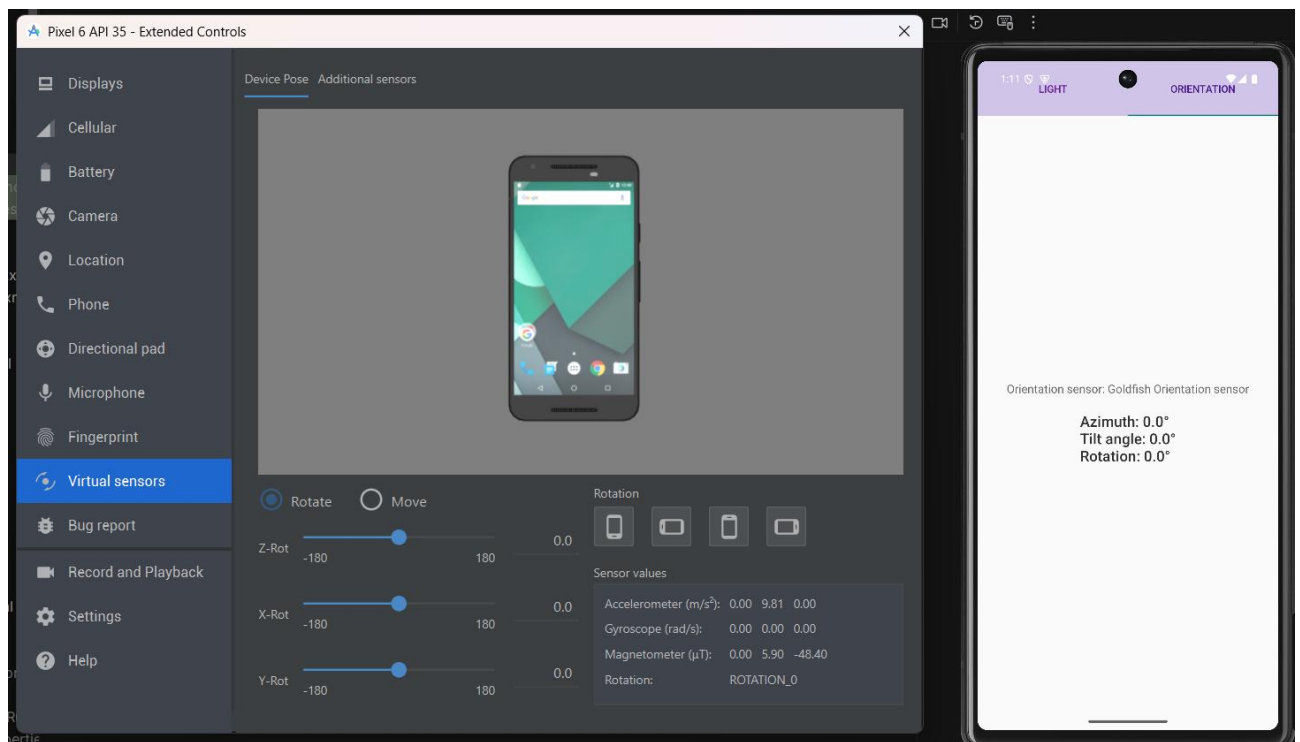 Pixel 6 API 35 - Extended Controls
Displays
Cellular
Battery
Camera
Location
Phone
Directional pad
Microphone
Fingerprint
Virtual sensors
Bug report
Record and Playback
Settings
Help
Device Pose Additional sensors
Google
Rotate Move
Z-Rot -180 180 0.0
X-Rot -180 180 0.0
Y-Rot -180 180 0.0
Rotation
Sensor values
Accelerometer (m/s²): 0.00 9.81 0.00
Gyroscope (rad/s): 0.00 0.00 0.00
Magnetometer (μT): 0.00 5.90 -48.40
Rotation: ROTATION_0
1:11
LIGHT ORIENTATION
Orientation sensor: Goldfish Orientation sensor
Azimuth: 0.0°
Tilt angle: 0.0°
Rotation: 0.0°